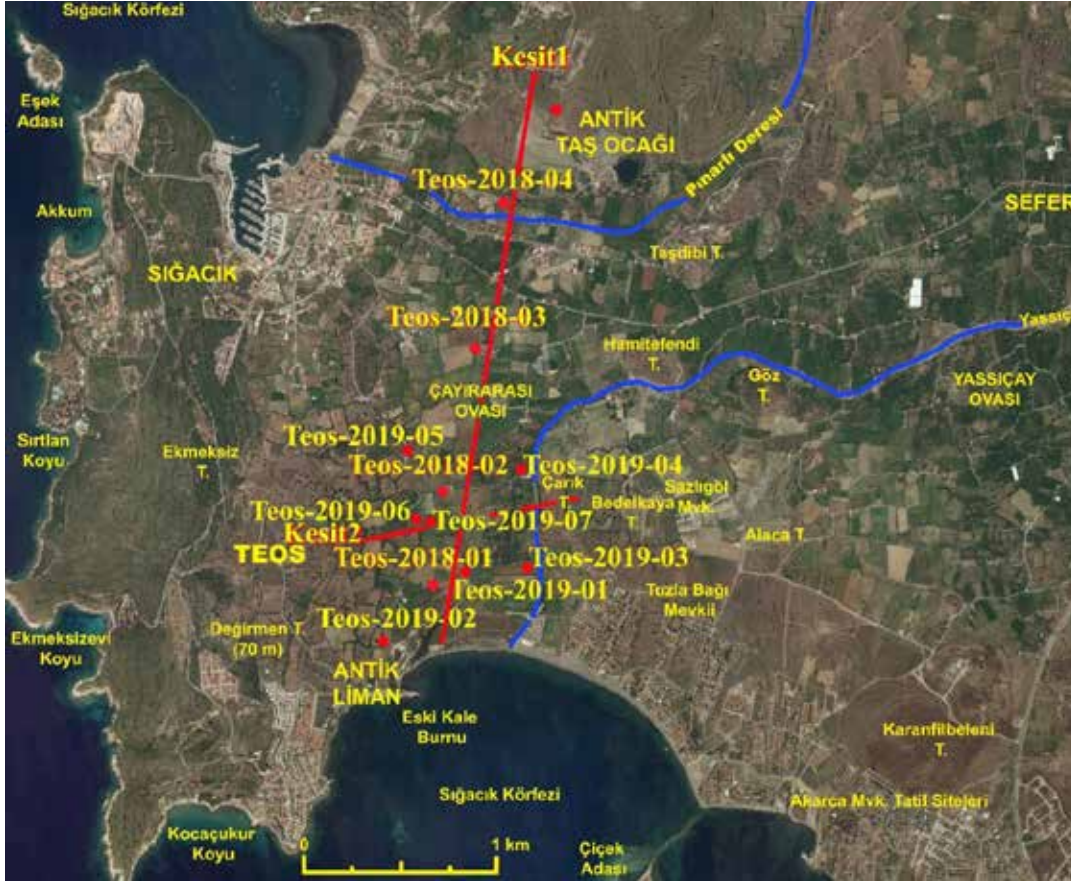 Sığacık Körfezi
Kesit1
Eşek
Adası
ANTİK
TAŞ OCAĞI
Teos-2018-04
Pınarlı Deresi
Akkum
SEFER
Taşdibi T.
SIĞACIK
Teos-2018-03
Yassıç
Hamitefendi
T.
ÇAYIRARASI
OVASI
Göz
T.
YASSIÇAY
OVASI
Sırtlan
Koyu
Ekmeksiz
T.
Teos-2019-05
Teos-2018-02
Teos-2019-04
Çarık
T.
Bedelkaya
T.
Sazlıgöl
Mvk.
Teos-2019-06
Teos-2019-07
Kesit2
Alaca T.
TEOS
Teos-2018-01
Teos-2019-03
Teos-2019-01
Tuzla Bağı
Mevkii
Teos-2019-02
Değirmen T.
(70 m)
Ekmeksizevi
Koyu
ANTİK
LİMAN
Eski Kale
Burnu
Karanfilbeleni
T.
Sığacık Körfezi
Akarca Mvk. Tatil Siteleri
Kocaçukur
Koyu
0 1 km
Çiçek
Adası